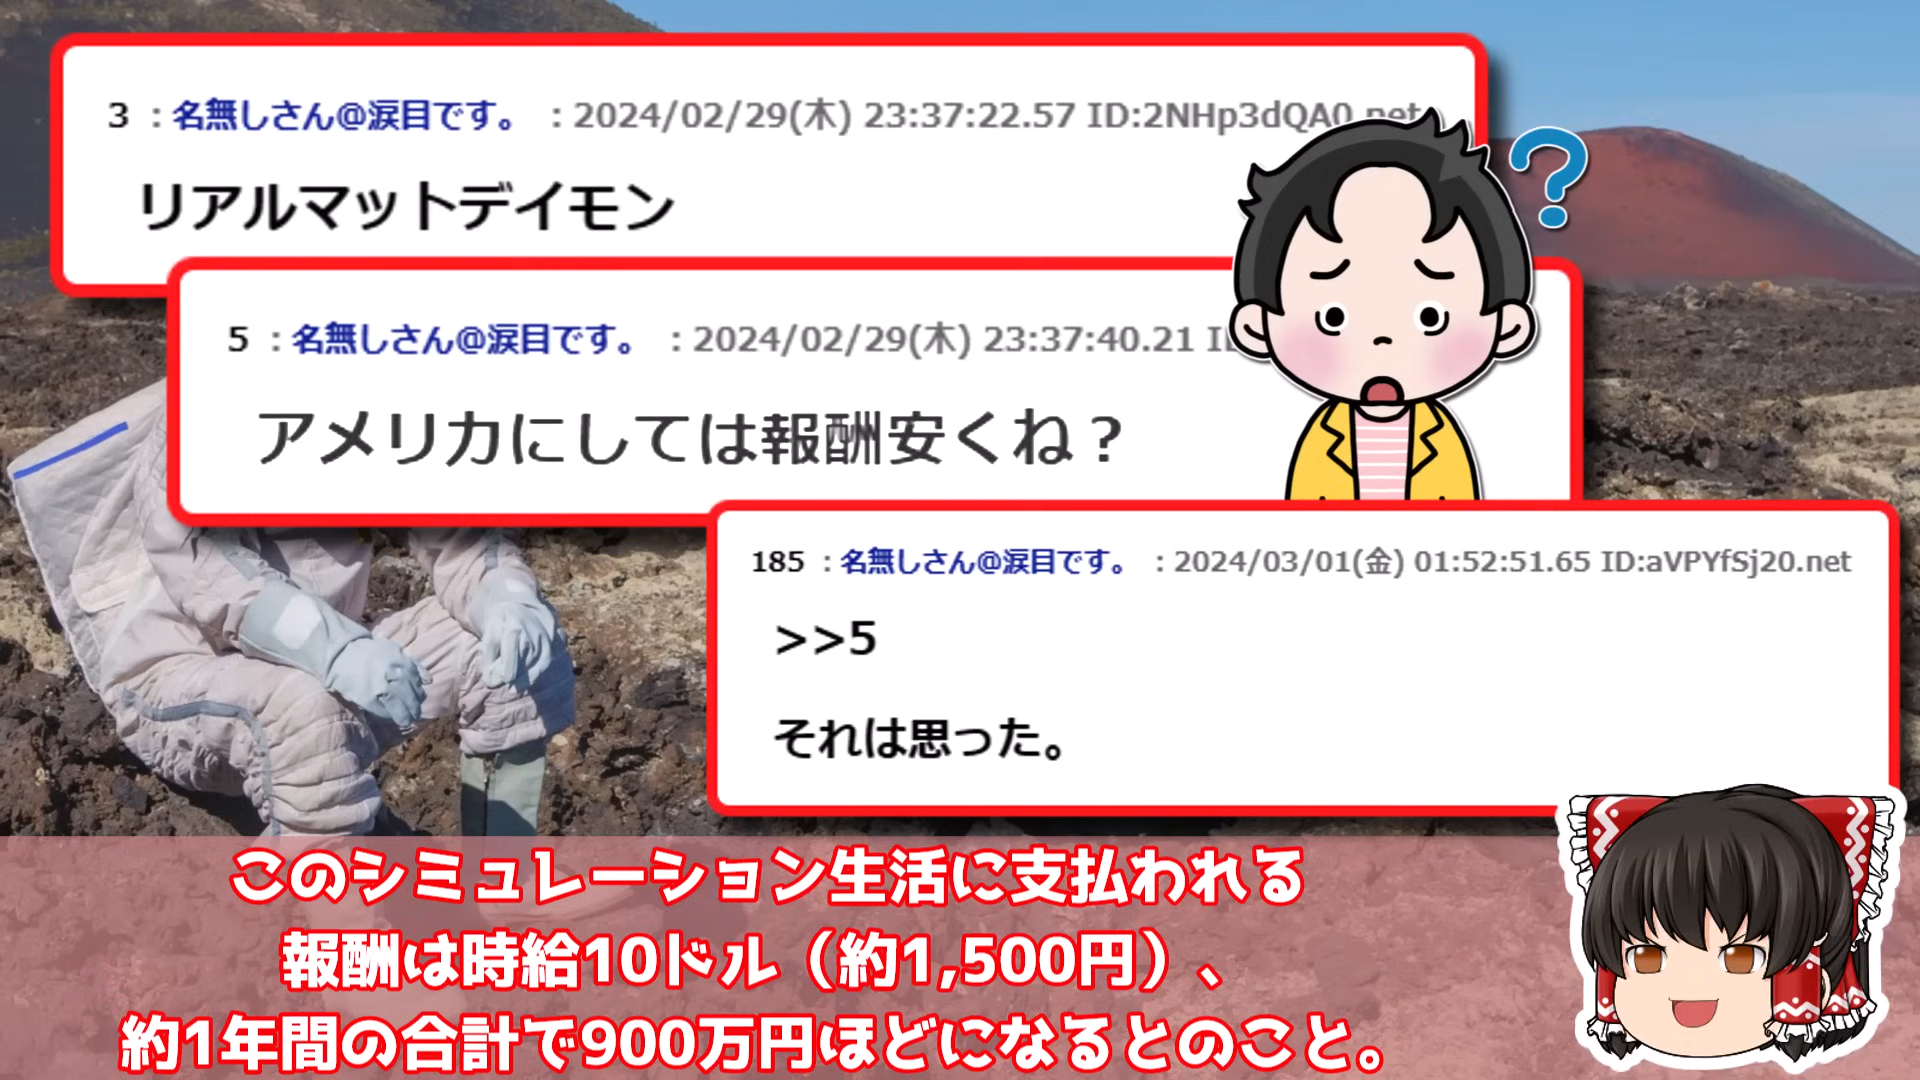 3 ：名無しさん＠涙目です。 ：2024/02/29(木) 23:37:22.57 ID:2NHp3dQA0.net
リアルマットデイモン
5 ：名無しさん＠涙目です。 ：2024/02/29(木) 23:37:40.21
アメリカにしては報酬安くね？
185 ：名無しさん＠涙目です。 ：2024/03/01(金) 01:52:51.65 ID:aVPYfSj20.net
>>5
それは思った。
？
このシミュレーション生活に支払われる
報酬は時給10ドル（約1,500円）、
約1年間の合計で900万円ほどになるとのこと。